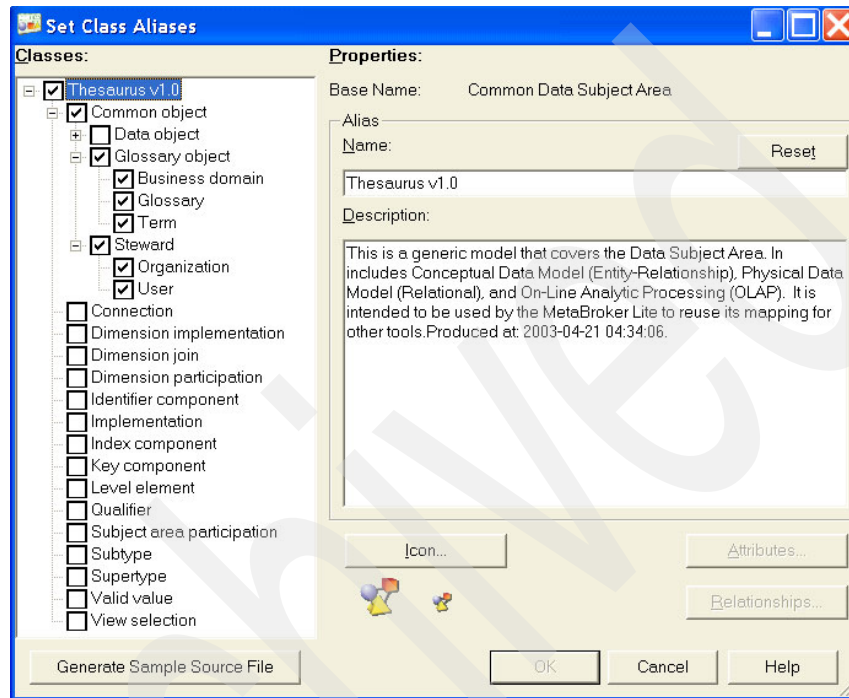 Set Class Aliases
Classes:
Thesaurus v1.0
Common object
Data object
Glossary object
Business domain
Glossary
Term
Steward
Organization
User
Connection
Dimension implementation
Dimension join
Dimension participation
Identifier component
Implementation
Index component
Key component
Level element
Qualifier
Subject area participation
Subtype
Supertype
Valid value
View selection
Generate Sample Source File
Properties:
Base Name: Common Data Subject Area
Alias
Name:
Reset
Thesaurus v1.0
Description:
This is a generic model that covers the Data Subject Area. In
includes Conceptual Data Model (Entity-Relationship), Physical Data
Model (Relational), and On-Line Analytic Processing (OLAP). It is
intended to be used by the MetaBroker Lite to reuse its mapping for
other tools.Produced at: 2003-04-21 04:34:06.
Icon...
Attributes...
Relationships...
OK
Cancel
Help